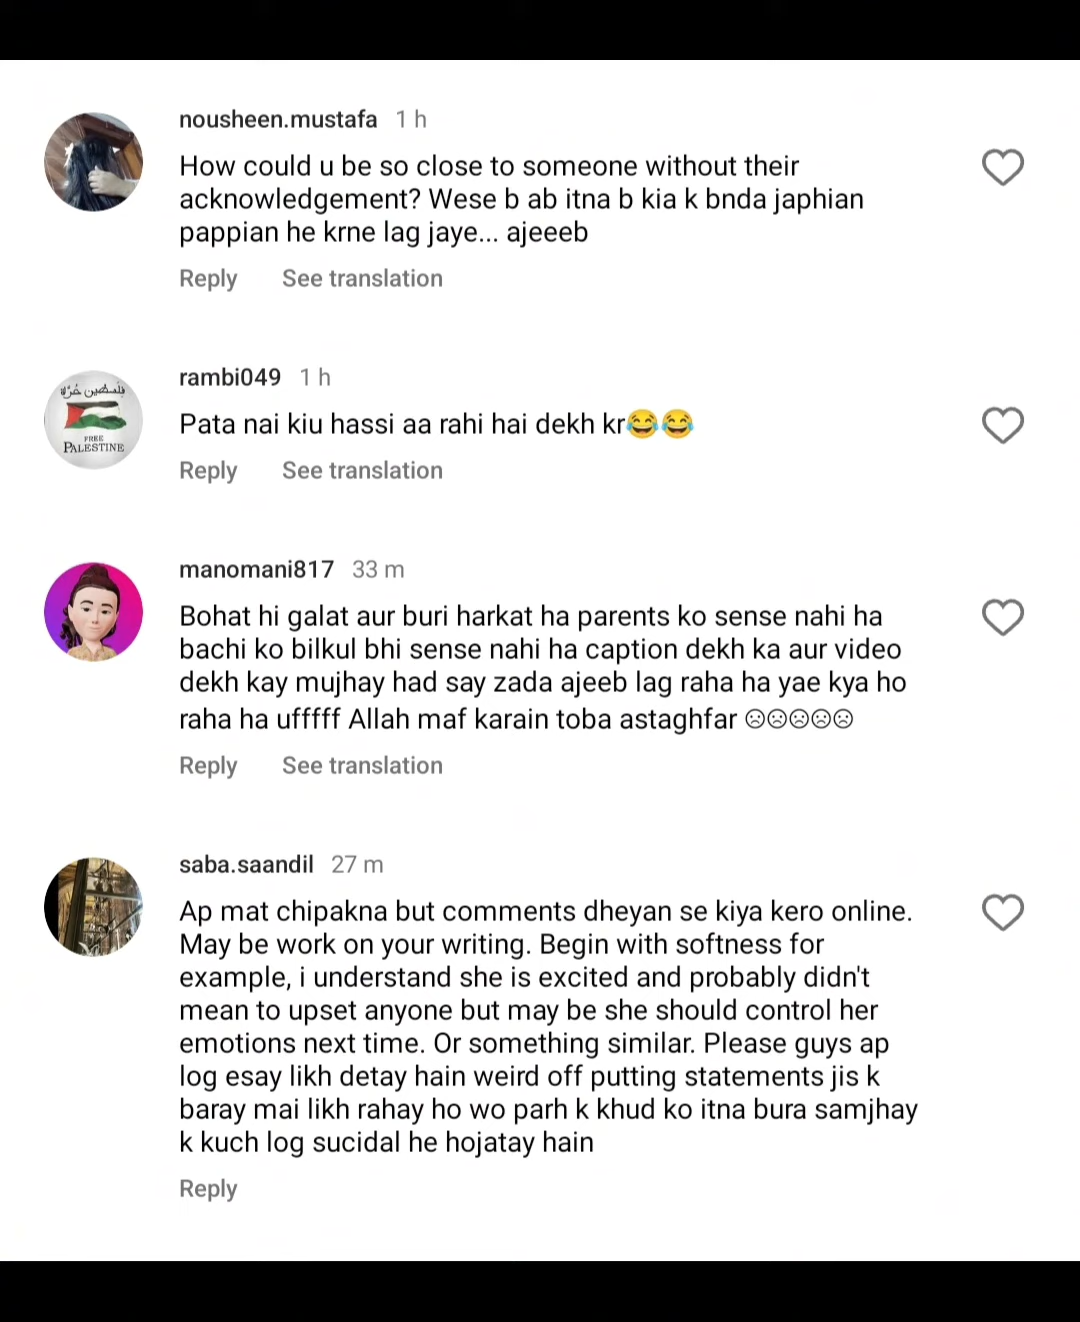 nousheen.mustafa 1 h
How could u be so close to someone without their
acknowledgement? Wese b ab itna b kia k bnda japhian
pappian he krne lag jaye... ajeeeb
Reply See translation
فلسطين حُرّة
FREE
PALESTINE
rambi049 1 h
Pata nai kiu hassi aa rahi hai dekh kr😂😂
Reply See translation
manomani817 33 m
Bohat hi galat aur buri harkat ha parents ko sense nahi ha
bachi ko bilkul bhi sense nahi ha caption dekh ka aur video
dekh kay mujhay had say zada ajeeb lag raha ha yae kya ho
raha ha ufffff Allah maf karain toba astaghfar ☹☹☹☹☹
Reply See translation
saba.saandil 27 m
Ap mat chipakna but comments dheyan se kiya kero online.
May be work on your writing. Begin with softness for
example, i understand she is excited and probably didn't
mean to upset anyone but may be she should control her
emotions next time. Or something similar. Please guys ap
log esay likh detay hain weird off putting statements jis k
baray mai likh rahay ho wo parh k khud ko itna bura samjhay
k kuch log sucidal he hojatay hain
Reply